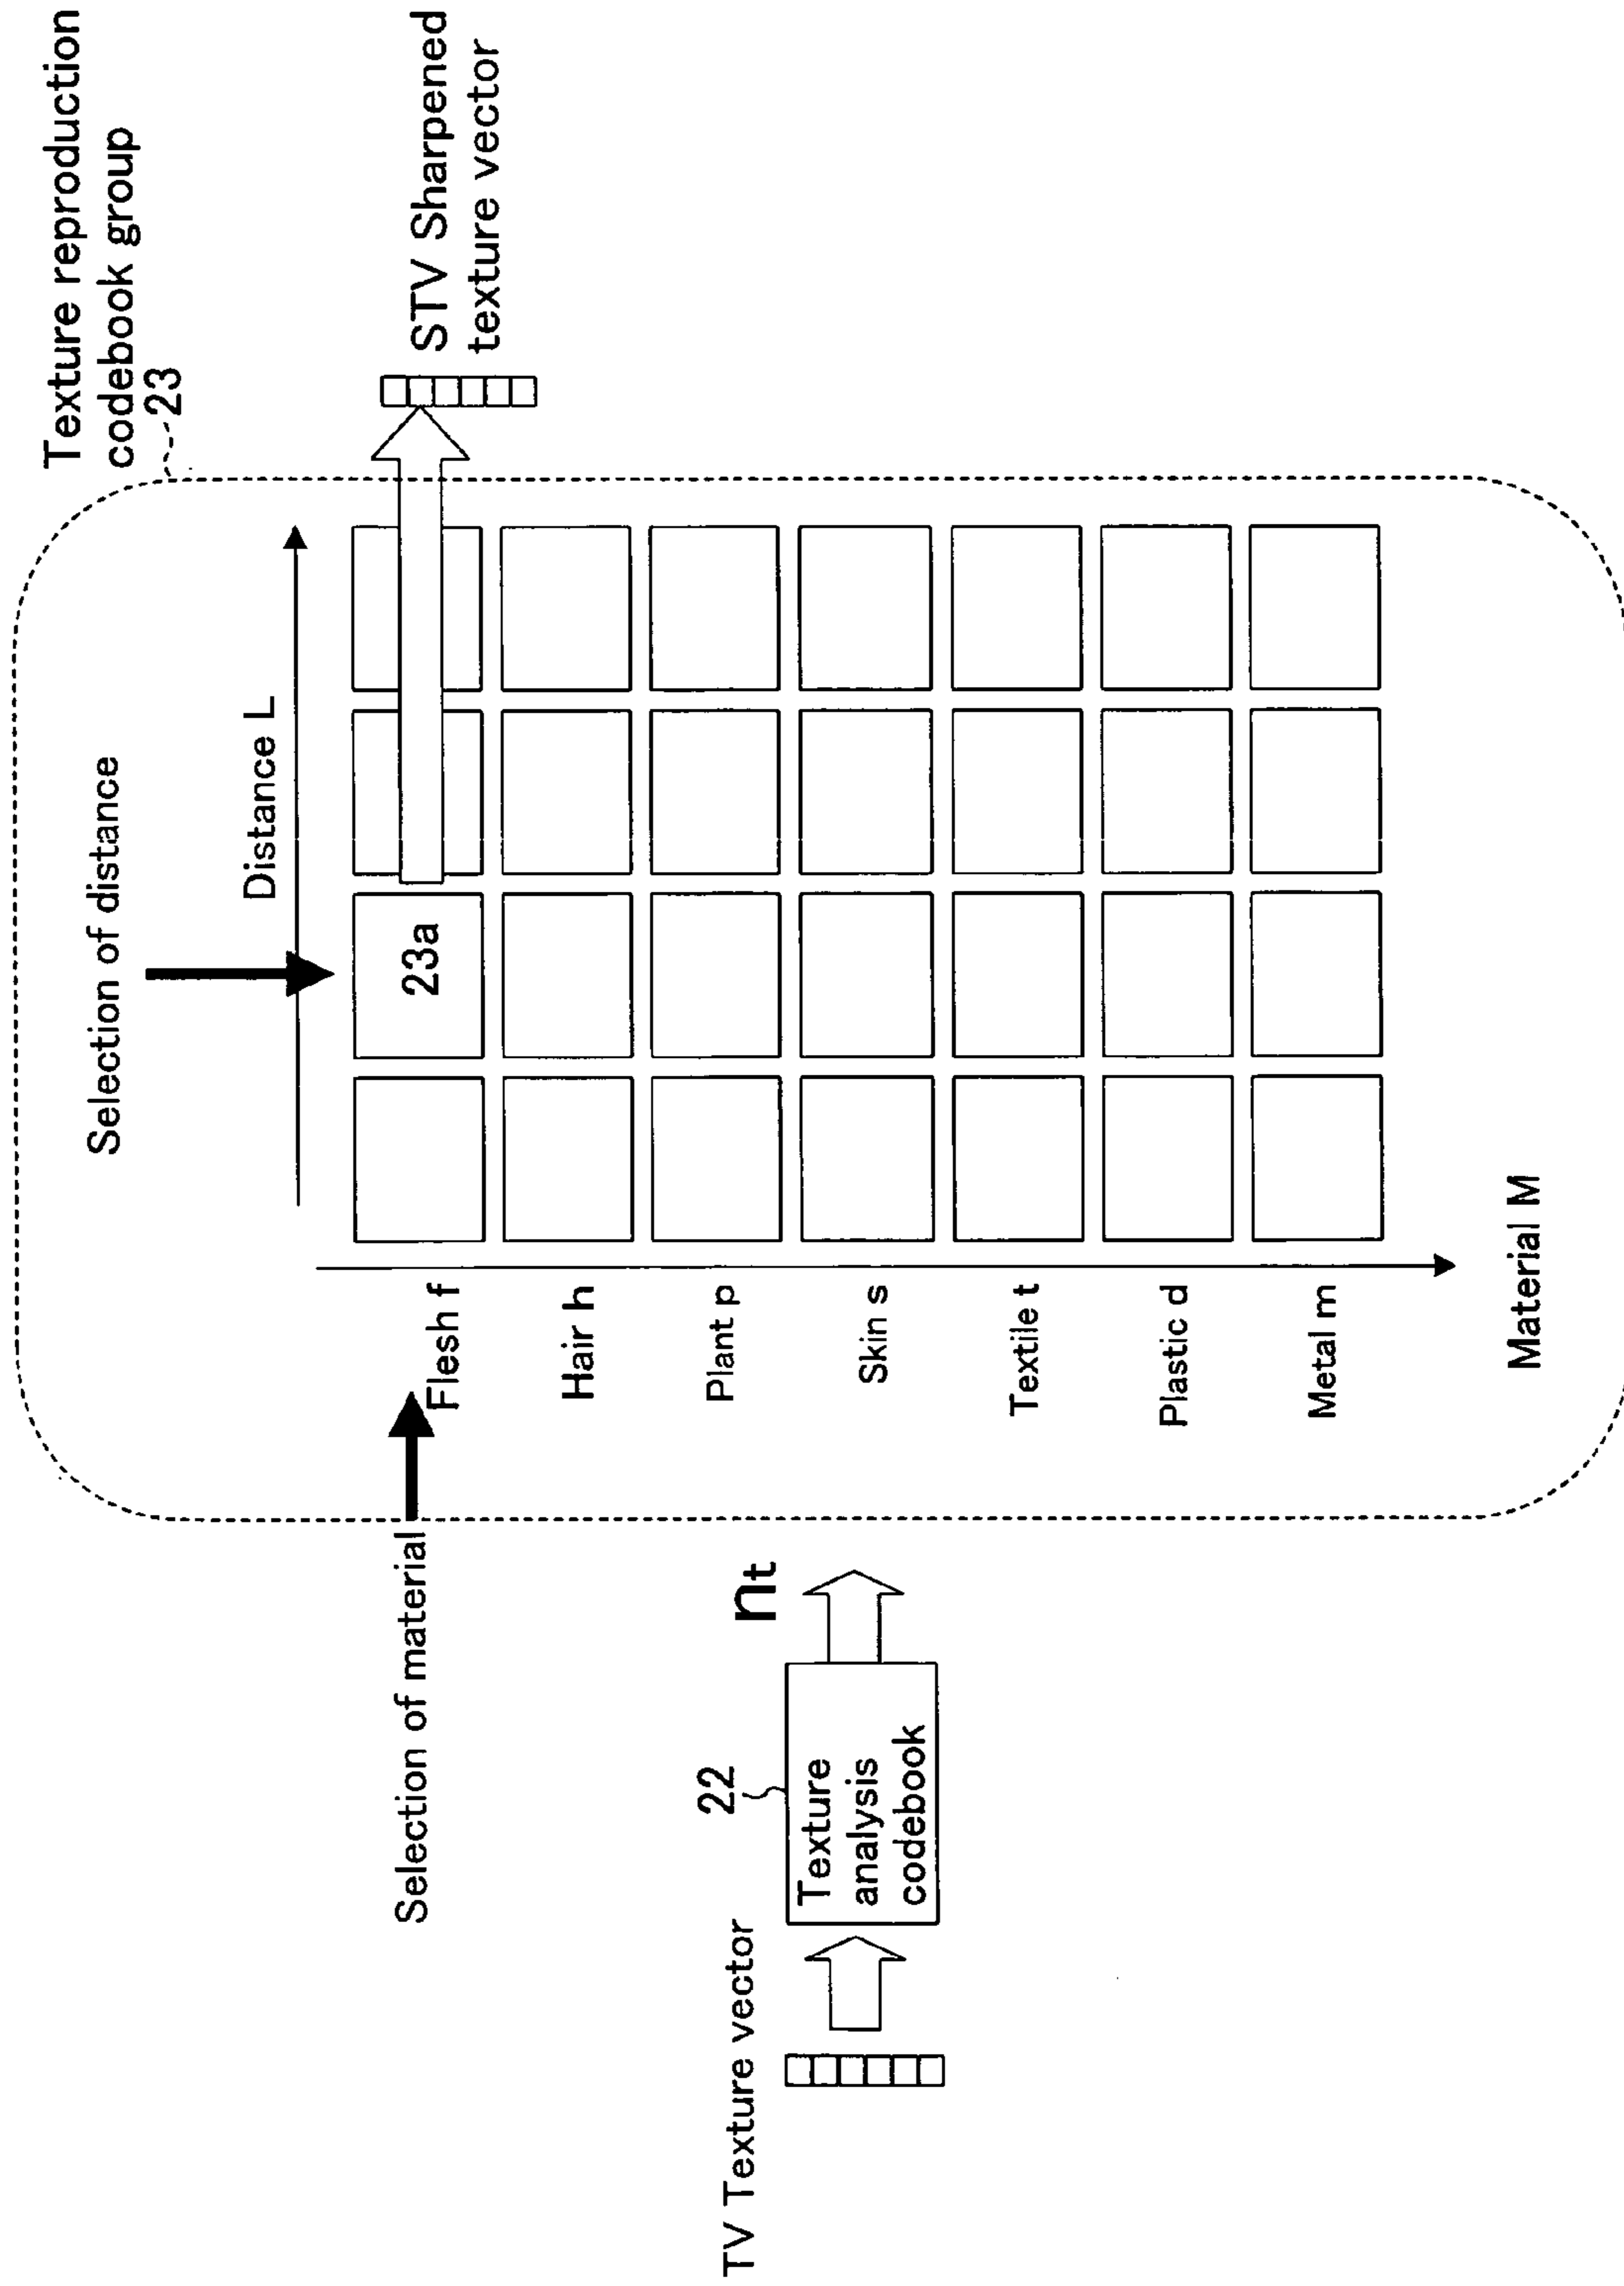 Texture reproduction
codebook group
23
Selection of distance
Distance L
STV Sharpened
texture vector
23a
Selection of material
Flesh f
Hair h
Plant p
Skin s
Textile t
Plastic d
Metal m
Material M
nt
22
TV Texture vector
Texture
analysis
codebook